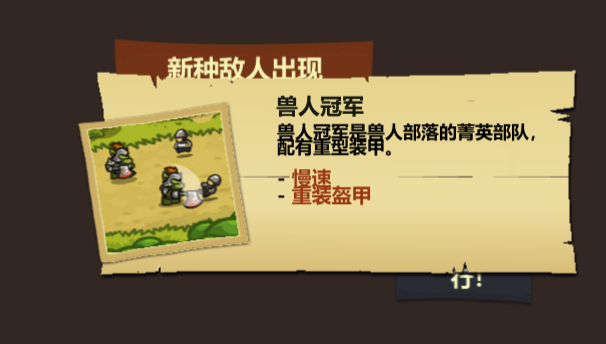 新种敌人出现
兽人冠军
兽人冠军是兽人部落的菁英部队，
配有重型装甲。
- 慢速
- 重装盔甲
行！